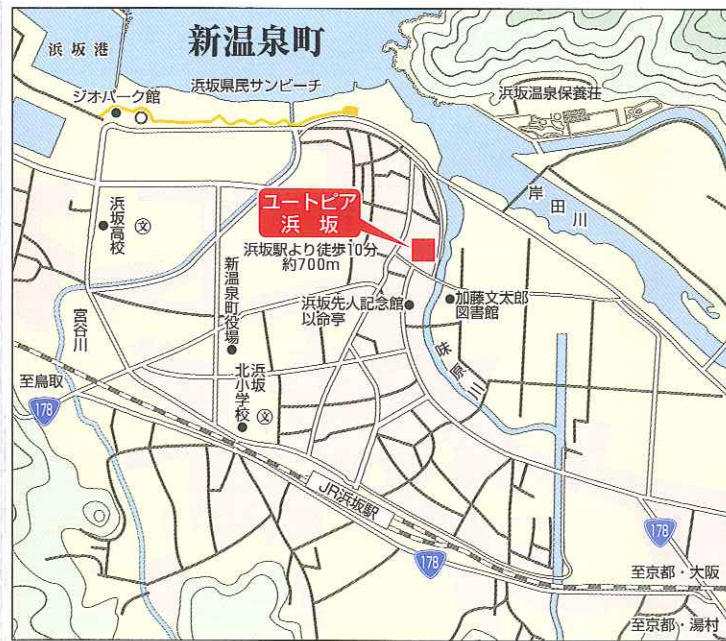 新温泉町
浜坂港
浜坂県民サンビーチ
ジオパーク館
浜坂温泉保養荘
岸田川
ユートピア
浜坂
浜坂駅より徒歩10分
約700m
浜坂高校
文
新温泉町役場
浜坂先人記念館
以命亭
加藤文太郎
図書館
宮谷川
味原川
至鳥取
178
浜坂
北小学校
文
JR浜坂駅
178
178
至京都・大阪
至京都・湯村